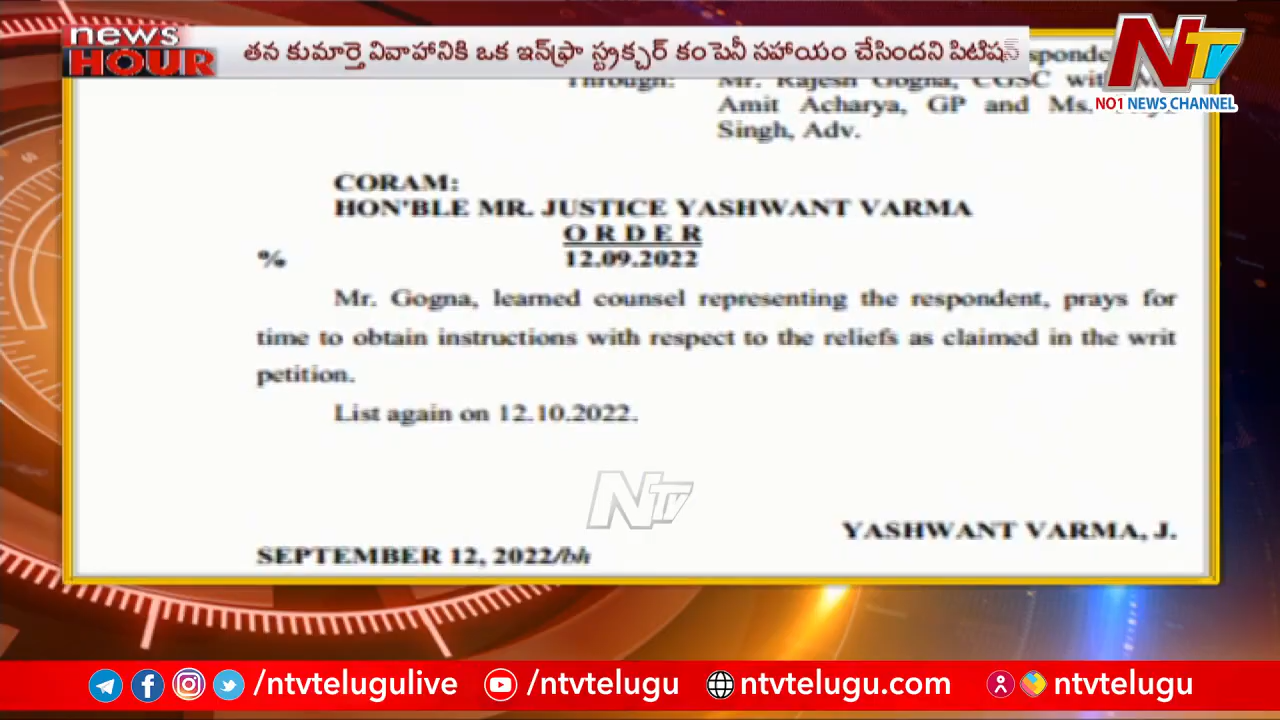 news
HOUR
తన కుమార్తె వివాహానికి ఒక ఇన్‌ఫ్రా స్ట్రక్చర్ కంపెనీ సహాయం చేసిందని పిటిషన్
NTV
NO1 NEWS CHANNEL
Through: Mr. Rajesh Gogna, CGSC with
Amit Acharya, GP and Ms.
Singh, Adv.
CORAM:
HON'BLE MR. JUSTICE YASHWANT VARMA
O R D E R
% 12.09.2022
Mr. Gogna, learned counsel representing the respondent, prays for
time to obtain instructions with respect to the reliefs as claimed in the writ
petition.
List again on 12.10.2022.
NTV
YASHWANT VARMA, J.
SEPTEMBER 12, 2022/bh
/ntvtelugulive /ntvtelugu ntvtelugu.com ntvtelugu